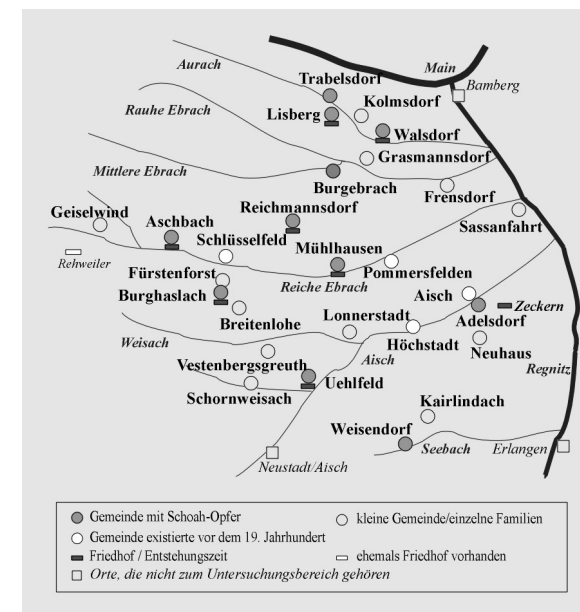 Aurach
Main
Trabelsdorf
Bamberg
Rauhe Ebrach
Kolmsdorf
Lisberg
Walsdorf
Grasmannsdorf
Mittlere Ebrach
Burgebrach
Frensdorf
Geiselwind
Reichmannsdorf
Aschbach
Sassanfahrt
Schlüsselfeld
Mühlhausen
Rehweiler
Pommersfelden
Fürstenforst
Reiche Ebrach
Aisch
Burghaslach
Zeckern
Breitenlohe
Lonnerstadt
Adelsdorf
Weisach
Höchstadt
Neuhaus
Aisch
Vestenbergsgreuth
Regnitz
Uehlfeld
Schornweisach
Kairlindach
Weisendorf
Seebach
Erlangen
Neustadt/Aisch
Gemeinde mit Schoah-Opfer
kleine Gemeinde/einzelne Familien
Gemeinde existierte vor dem 19. Jahrhundert
Friedhof / Entstehungszeit
ehemals Friedhof vorhanden
Orte, die nicht zum Untersuchungsbereich gehören